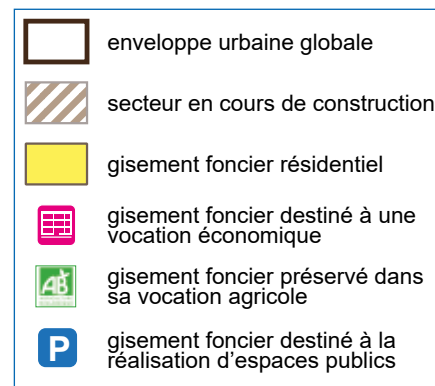 enveloppe urbaine globale
secteur en cours de construction
gisement foncier résidentiel
gisement foncier destiné à une
vocation économique
AB
gisement foncier préservé dans
sa vocation agricole
P
gisement foncier destiné à la
réalisation d'espaces publics